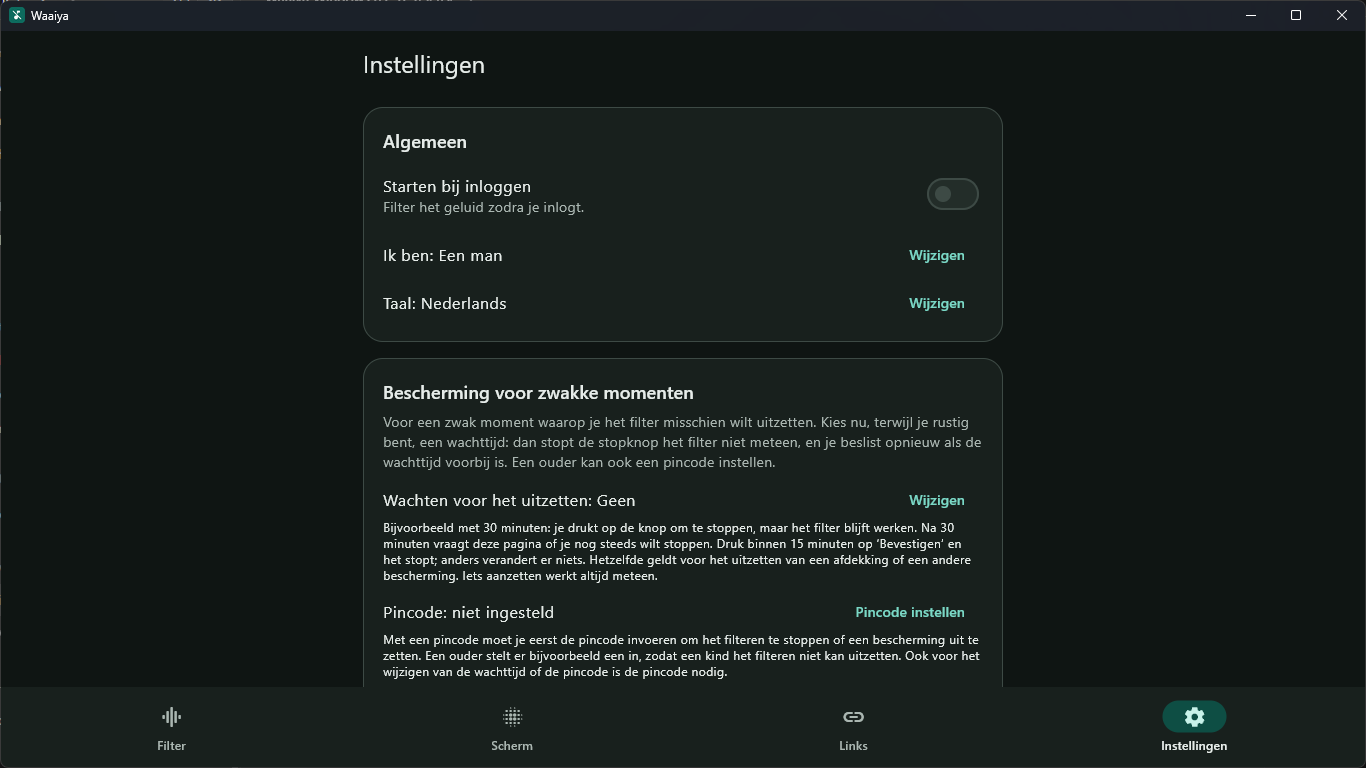 Waaiya
Instellingen
Algemeen
Starten bij inloggen
Filter het geluid zodra je inlogt.
Ik ben: Een man
Wijzigen
Taal: Nederlands
Wijzigen
Bescherming voor zwakke momenten
Voor een zwak moment waarop je het filter misschien wilt uitzetten. Kies nu, terwijl je rustig
bent, een wachttijd: dan stopt de stopknop het filter niet meteen, en je beslist opnieuw als de
wachttijd voorbij is. Een ouder kan ook een pincode instellen.
Wachten voor het uitzetten: Geen
Wijzigen
Bijvoorbeeld met 30 minuten: je drukt op de knop om te stoppen, maar het filter blijft werken. Na 30
minuten vraagt deze pagina of je nog steeds wilt stoppen. Druk binnen 15 minuten op ‘Bevestigen’ en
het stopt; anders verandert er niets. Hetzelfde geldt voor het uitzetten van een afdekking of een andere
bescherming. Iets aanzetten werkt altijd meteen.
Pincode: niet ingesteld
Pincode instellen
Met een pincode moet je eerst de pincode invoeren om het filteren te stoppen of een bescherming uit te
zetten. Een ouder stelt er bijvoorbeeld een in, zodat een kind het filteren niet kan uitzetten. Ook voor het
wijzigen van de wachttijd of de pincode is de pincode nodig.
Filter
Scherm
Links
Instellingen